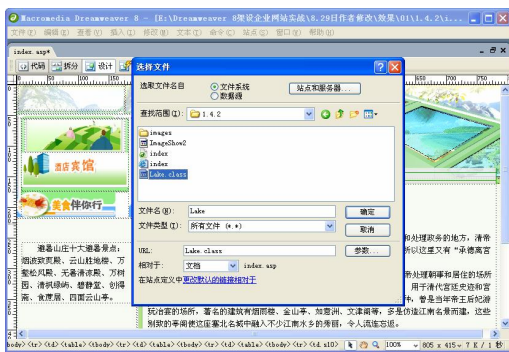 Macromedia Dreamweaver 8 - [E:\Dreamweaver 8架设企业网站实战\8.29日作者修改\效果\01\1.4.2\i...
文件(F) 编辑(E) 查看(V) 插入(I) 修改(M) 文本(T) 命令(C) 站点(S) 窗口(W) 帮助(H)
index.asp*
代码 拆分 设计
选择文件
选取文件名自
文件系统
数据源
站点和服务器...
查找范围(I):
1.4.2
images
ImageShow2
index
index
Lake.class
文件名(N):
Lake
确定
文件类型(T):
所有文件 (*.*)
取消
URL:
Lake.class
参数...
相对于:
文档
index.asp
在站点定义中更改默认的链接相对于
酒店宾馆
美食伴你行
避暑山庄十大避暑景点:
烟波致爽殿、云山胜地楼、万
壑松风殿、无暑清凉殿、万树
园、清枫绿屿、碧静堂、创得
斋、食蔗居、四面云山亭。
和处理政务的地方，清帝
所以这里又有“承德离宫
帝处理朝事和居住的场所
用于清代宫廷史迹和宫
中，曾是当年帝王后妃游
玩冶宴的场所，著名的建筑有烟雨楼、金山亭、如意洲、文津阁等，多是仿造江南名景而建，这些
别致的亭阁使这座塞北名城中融入不少江南水乡的秀丽，令人流连忘返。
<body> <tr> <td> <table> <tbody> <tr> <td> <table> <tbody> <tr> <td> <table> <tbody> <tr> <td.x10>
100%
805 x 415
7 K / 1 秒